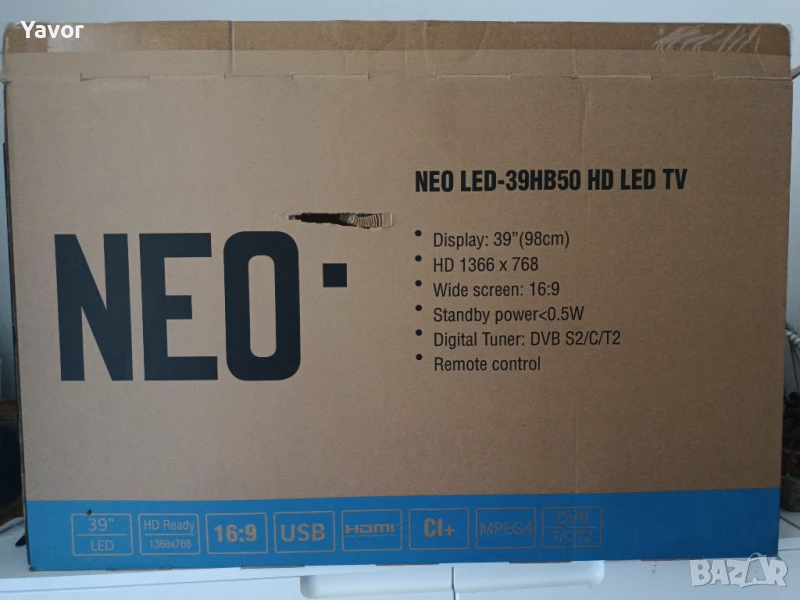 Yavor
NEO LED-39HB50 HD LED TV
NEO
• Display: 39"(98cm)
• HD 1366 x 768
• Wide screen: 16:9
• Standby power<0.5W
• Digital Tuner: DVB S2/C/T2
• Remote control
39"
LED
HD Ready
1366x768
16:9
USB
HDMI
CI+
MPEG4
DVB
T/C/T2
BAZAR